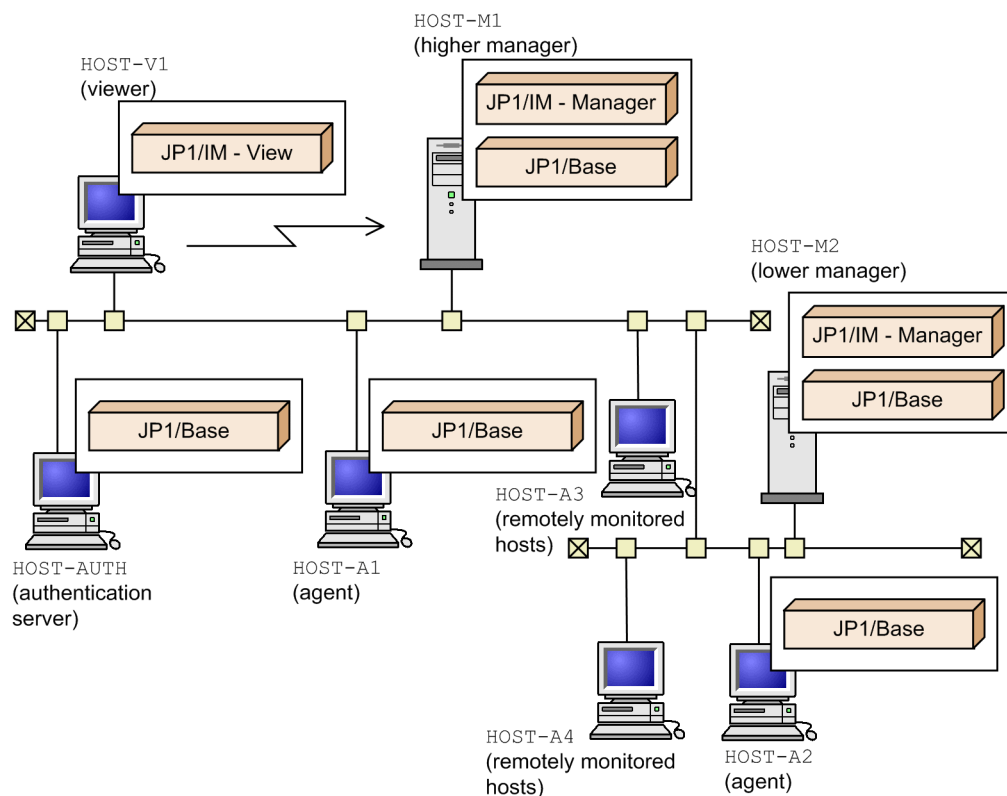 HOST-M1
(higher manager)
JP1/IM - Manager
JP1/Base
HOST-V1
(viewer)
JP1/IM - View
HOST-M2
(lower manager)
JP1/IM - Manager
JP1/Base
JP1/Base
HOST-AUTH
(authentication
server)
JP1/Base
HOST-A1
(agent)
HOST-A3
(remotely monitored
hosts)
HOST-A4
(remotely monitored
hosts)
JP1/Base
HOST-A2
(agent)